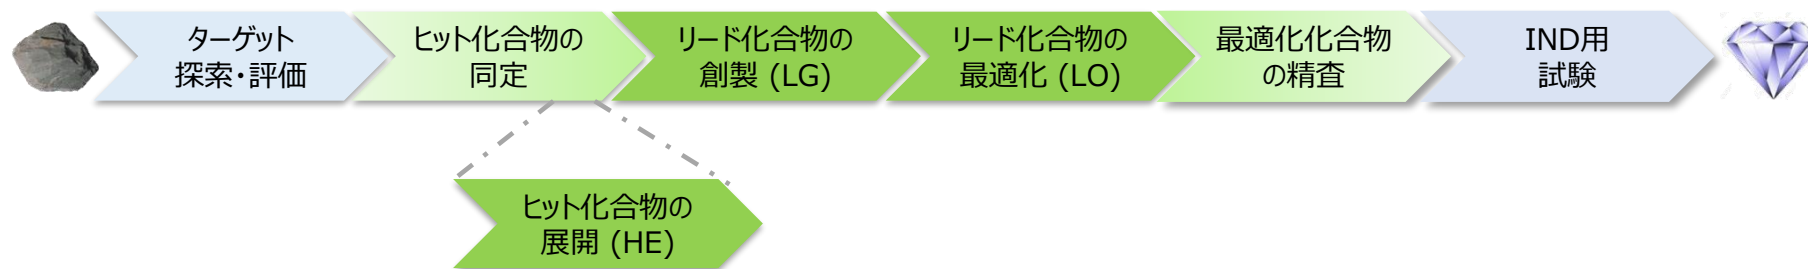 ターゲット
探索・評価
ヒット化合物の
同定
リード化合物の
創製 (LG)
リード化合物の
最適化 (LO)
最適化化合物
の精査
IND用
試験
ヒット化合物の
展開 (HE)